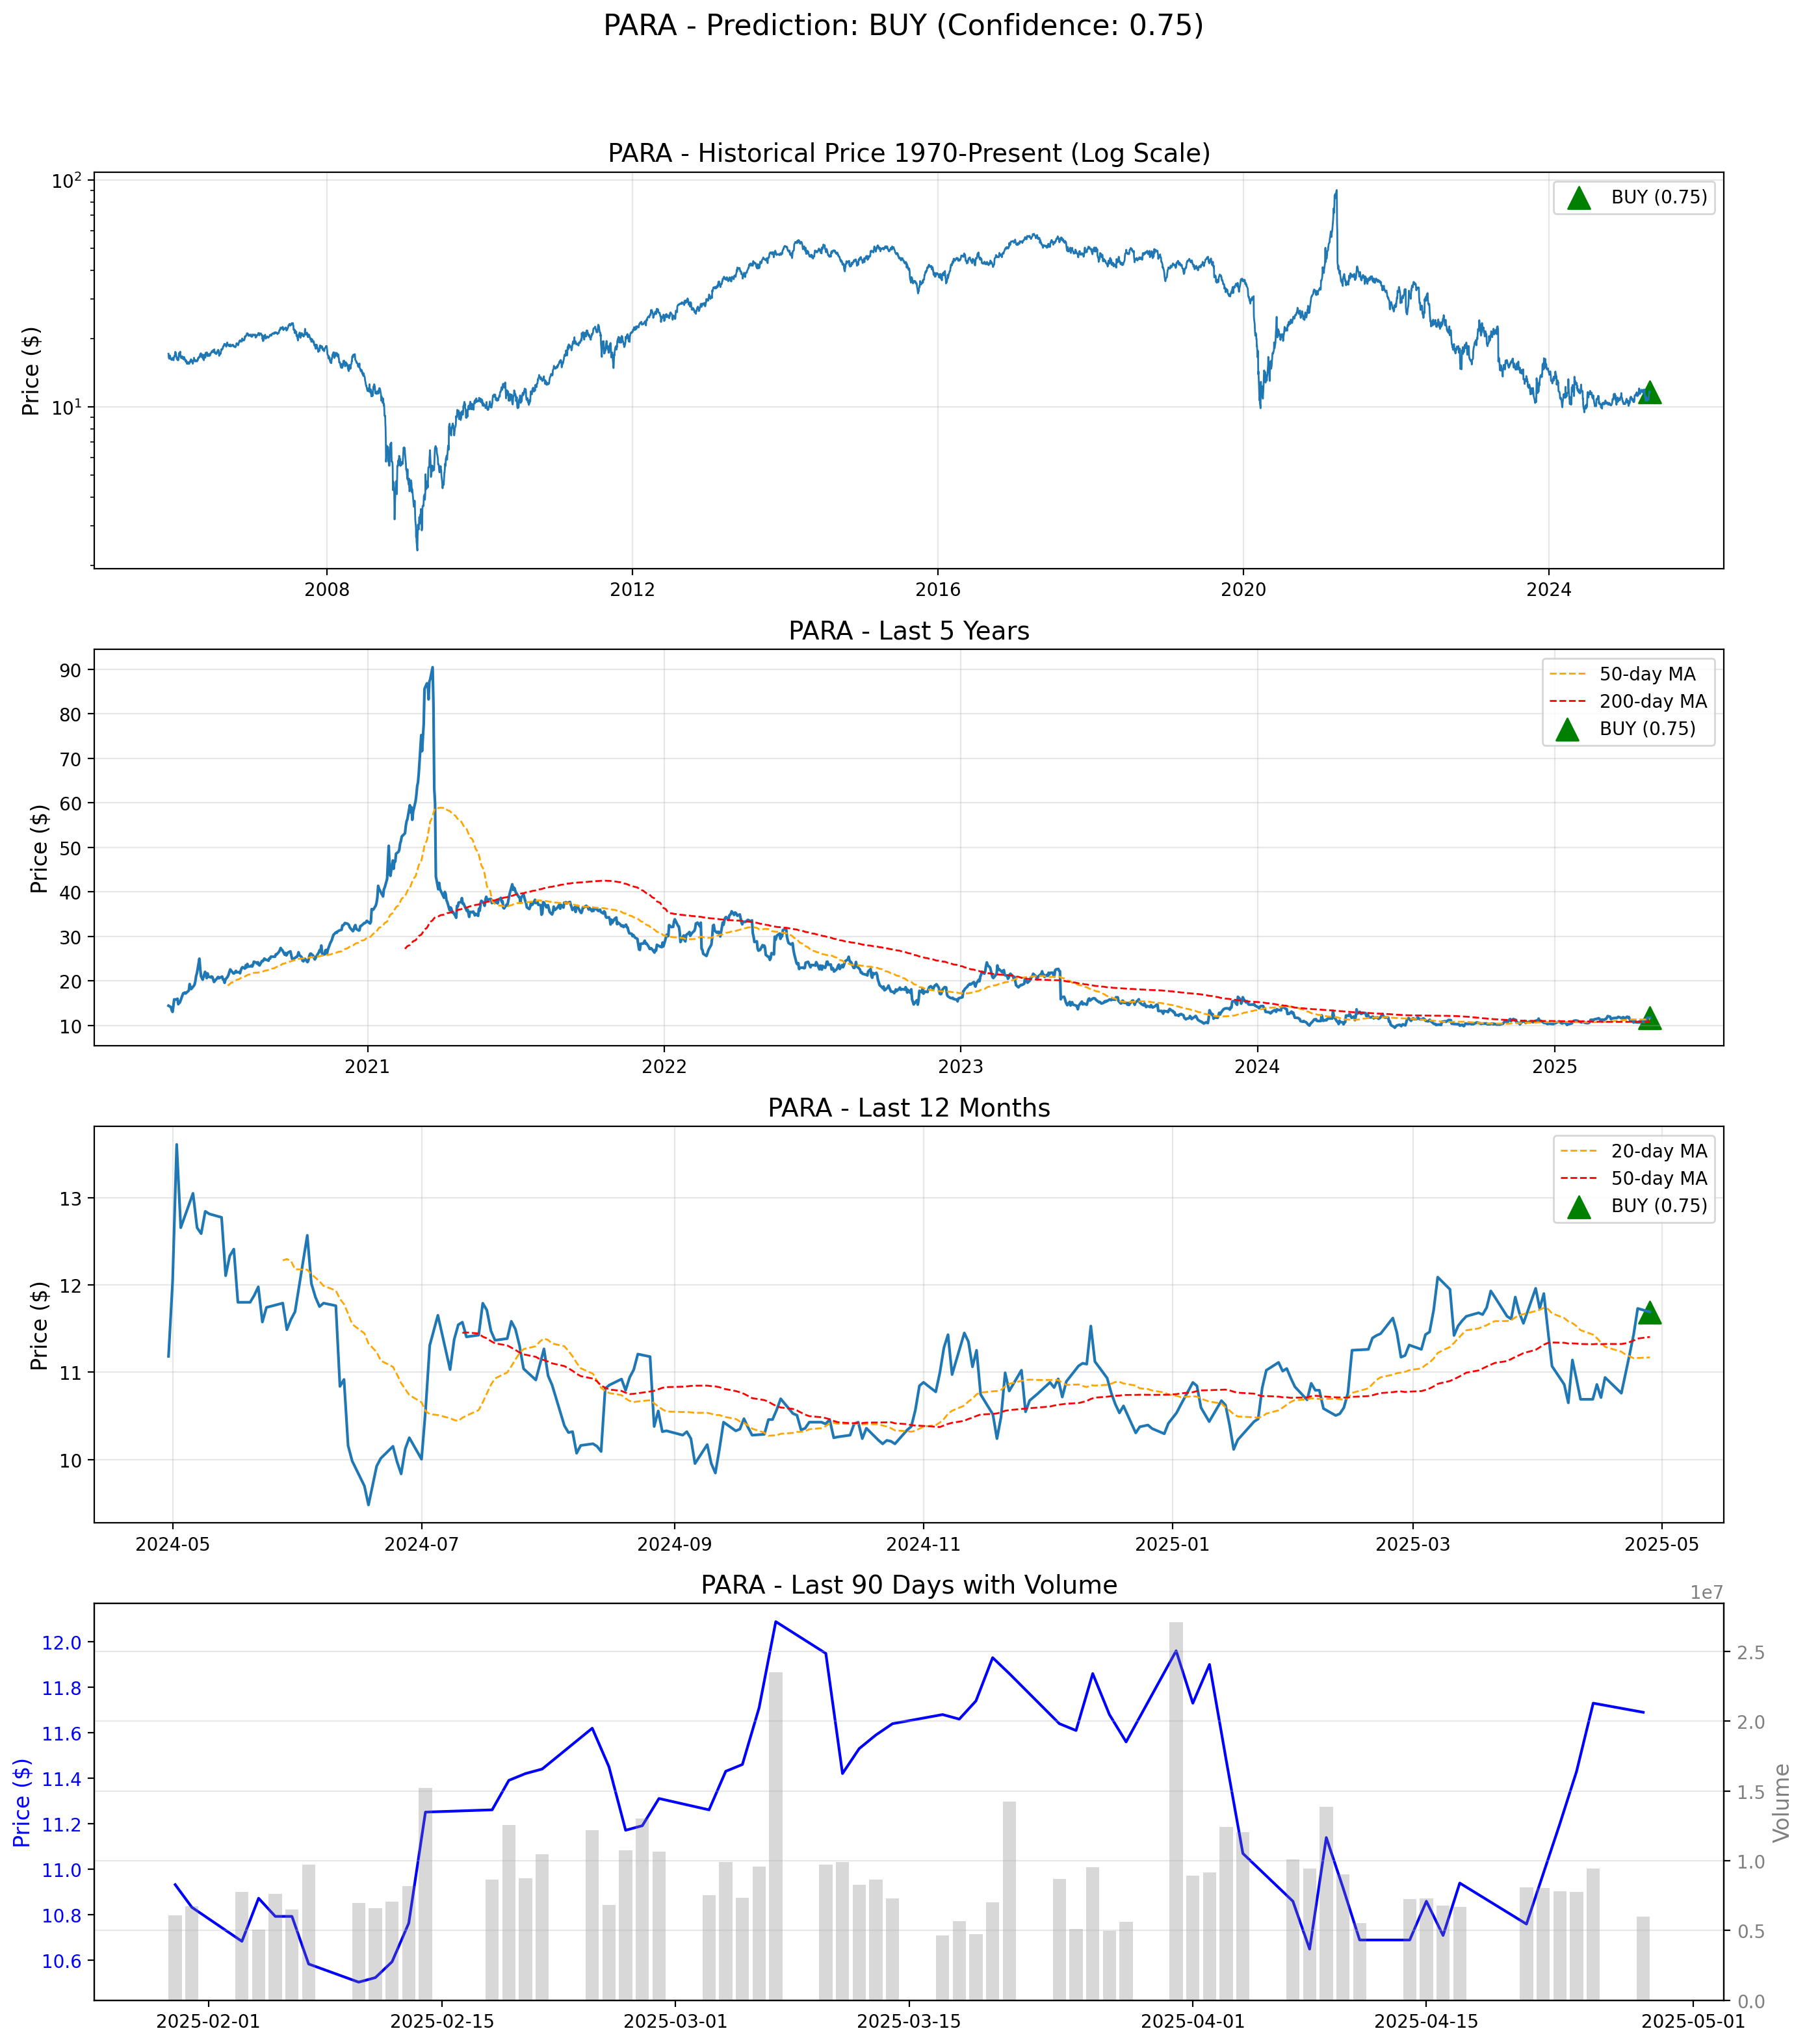 PARA - Prediction: BUY (Confidence: 0.75)
PARA - Historical Price 1970-Present (Log Scale)
10²
10¹
Price ($)
BUY (0.75)
2008 2012 2016 2020 2024
PARA - Last 5 Years
90
80
70
60
50
40
30
20
10
Price ($)
50-day MA
200-day MA
BUY (0.75)
2021 2022 2023 2024 2025
PARA - Last 12 Months
13
12
11
10
Price ($)
20-day MA
50-day MA
BUY (0.75)
2024-05 2024-07 2024-09 2024-11 2025-01 2025-03 2025-05
PARA - Last 90 Days with Volume
1e7
12.0
11.8
11.6
11.4
11.2
11.0
10.8
10.6
Price ($)
2.5
2.0
1.5
1.0
0.5
0.0
Volume
2025-02-01 2025-02-15 2025-03-01 2025-03-15 2025-04-01 2025-04-15 2025-05-01